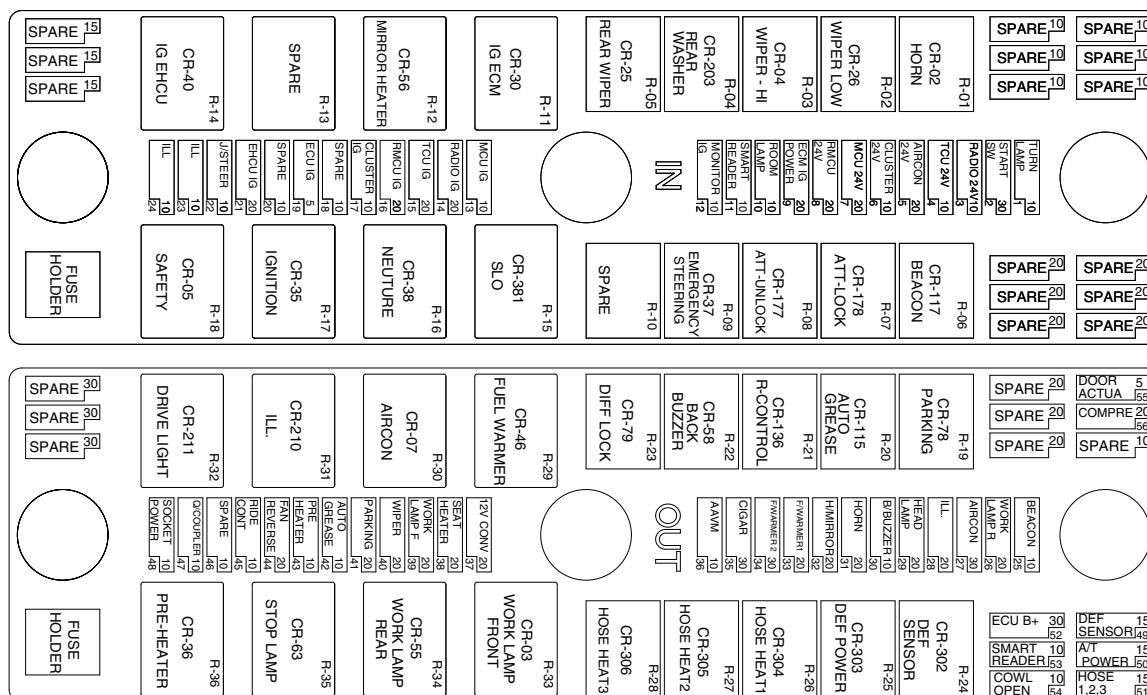 SPARE 15
SPARE 15
SPARE 15
CR-40
IG EHCU
R-14
SPARE
R-13
CR-56
MIRROR HEATER
R-12
CR-30
IG ECM
R-11
CR-25
REAR WIPER
R-05
CR-203
REAR
WASHER
R-04
CR-04
WIPER - HI
R-03
CR-26
WIPER LOW
R-02
CR-02
HORN
R-01
SPARE 10
SPARE 10
SPARE 10
SPARE 10
SPARE 10
SPARE 10
ILL 10 24
ILL 10 23
J/STEER 10 22
EHCU IG 20 21
SPARE 10 20
ECU IG 5 19
SPARE 10 18
CLUSTER IG 10 17
RMCU IG 20 16
TCU IG 20 15
RADIO IG 20 14
MCU IG 10 13
IN
MONITOR IG 10 12
SMART READER 10 11
ROOM LAMP 10 10
ECM IG POWER 20 9
RMCU 24V 20 8
MCU 24V 20 7
CLUSTER 24V 10 6
AIRCON 24V 20 5
TCU 24V 10 4
RADIO 24V 10 3
START SW 30 2
TURN LAMP 10 1
FUSE
HOLDER
CR-05
SAFETY
R-18
CR-35
IGNITION
R-17
CR-38
NEUTURE
R-16
CR-381
SLO
R-15
SPARE
R-10
CR-37
EMERGENCY
STEERING
R-09
CR-177
ATT-UNLOCK
R-08
CR-178
ATT-LOCK
R-07
CR-117
BEACON
R-06
SPARE 20
SPARE 20
SPARE 20
SPARE 20
SPARE 20
SPARE 20
SPARE 30
SPARE 30
SPARE 30
CR-211
DRIVE LIGHT
R-32
CR-210
ILL.
R-31
CR-07
AIRCON
R-30
CR-46
FUEL WARMER
R-29
CR-79
DIFF LOCK
R-23
CR-58
BACK
BUZZER
R-22
CR-136
R-CONTROL
R-21
CR-115
AUTO
GREASE
R-20
CR-78
PARKING
R-19
SPARE 20
SPARE 20
SPARE 20
DOOR ACTUA 5 55
COMPRE 20 56
SPARE 10
SOCKET POWER 10 48
Q/COUPLER 10 47
SPARE 10 46
RIDE CONT 10 45
FAN REVERSE 20 44
PRE HEATER 10 43
AUTO GREASE 10 42
PARKING 20 41
WIPER 20 40
WORK LAMP F 20 39
SEAT HEATER 20 38
12V CONV 20 37
OUT
AAVM 10 36
CIGAR 30 35
F/WARMER 2 30 34
F/WARMER1 20 33
H/MIRROR 20 32
HORN 20 31
B/BUZZER 10 30
HEAD LAMP 20 29
ILL. 20 28
AIRCON 30 27
WORK LAMP.R 20 26
BEACON 10 25
FUSE
HOLDER
CR-36
PRE-HEATER
R-36
CR-63
STOP LAMP
R-35
CR-55
WORK LAMP
REAR
R-34
CR-03
WORK LAMP
FRONT
R-33
CR-306
HOSE HEAT3
R-28
CR-305
HOSE HEAT2
R-27
CR-304
HOSE HEAT1
R-26
CR-303
DEF POWER
R-25
CR-302
DEF
SENSOR
R-24
ECU B+ 30 52
SMART READER 10 53
COWL OPEN 10 54
DEF SENSOR 15 49
A/T POWER 15 50
HOSE 1,2,3